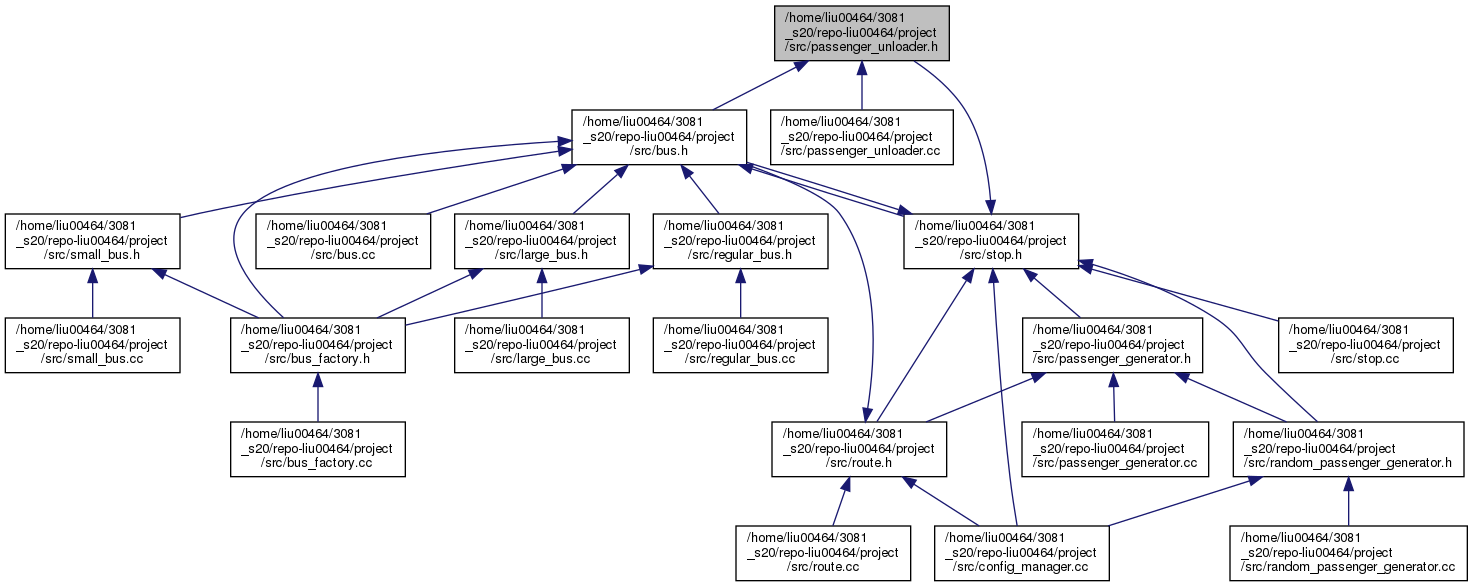 /home/liu00464/3081
_s20/repo-liu00464/project
/src/passenger_unloader.h
/home/liu00464/3081
_s20/repo-liu00464/project
/src/bus.h
/home/liu00464/3081
_s20/repo-liu00464/project
/src/passenger_unloader.cc
/home/liu00464/3081
_s20/repo-liu00464/project
/src/small_bus.h
/home/liu00464/3081
_s20/repo-liu00464/project
/src/bus.cc
/home/liu00464/3081
_s20/repo-liu00464/project
/src/large_bus.h
/home/liu00464/3081
_s20/repo-liu00464/project
/src/regular_bus.h
/home/liu00464/3081
_s20/repo-liu00464/project
/src/stop.h
/home/liu00464/3081
_s20/repo-liu00464/project
/src/small_bus.cc
/home/liu00464/3081
_s20/repo-liu00464/project
/src/bus_factory.h
/home/liu00464/3081
_s20/repo-liu00464/project
/src/large_bus.cc
/home/liu00464/3081
_s20/repo-liu00464/project
/src/regular_bus.cc
/home/liu00464/3081
_s20/repo-liu00464/project
/src/passenger_generator.h
/home/liu00464/3081
_s20/repo-liu00464/project
/src/stop.cc
/home/liu00464/3081
_s20/repo-liu00464/project
/src/bus_factory.cc
/home/liu00464/3081
_s20/repo-liu00464/project
/src/route.h
/home/liu00464/3081
_s20/repo-liu00464/project
/src/passenger_generator.cc
/home/liu00464/3081
_s20/repo-liu00464/project
/src/random_passenger_generator.h
/home/liu00464/3081
_s20/repo-liu00464/project
/src/route.cc
/home/liu00464/3081
_s20/repo-liu00464/project
/src/config_manager.cc
/home/liu00464/3081
_s20/repo-liu00464/project
/src/random_passenger_generator.cc